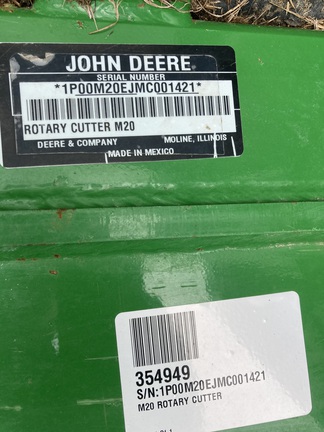 JOHN DEERE
SERIAL NUMBER
*1P00M20EJMC001421*
ROTARY CUTTER M20
DEERE & COMPANY MOLINE, ILLINOIS
MADE IN MEXICO
354949
S/N:1P00M20EJMC001421
M20 ROTARY CUTTER